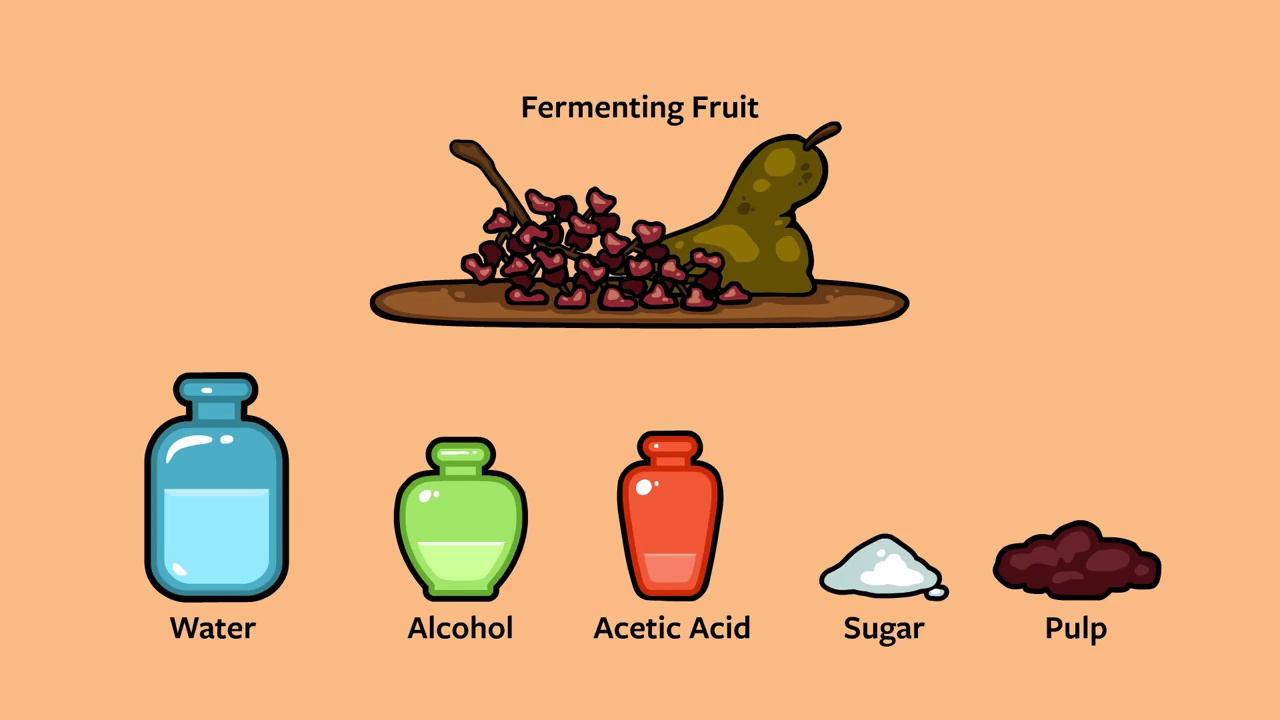 Fermenting Fruit
Water
Alcohol
Acetic Acid
Sugar
Pulp